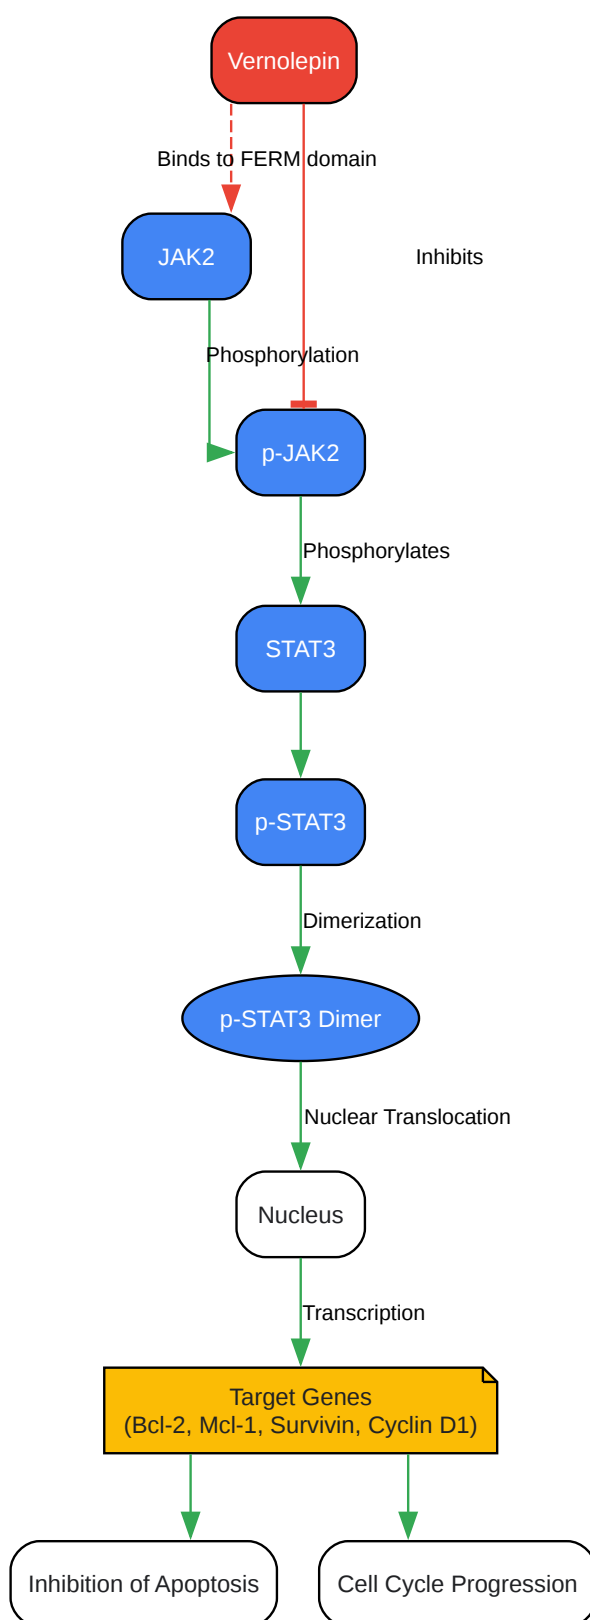 Vernolepin
Binds to FERM domain
JAK2
Inhibits
Phosphorylation
p-JAK2
Phosphorylates
STAT3
p-STAT3
Dimerization
p-STAT3 Dimer
Nuclear Translocation
Nucleus
Transcription
Target Genes
(Bcl-2, Mcl-1, Survivin, Cyclin D1)
Inhibition of Apoptosis
Cell Cycle Progression